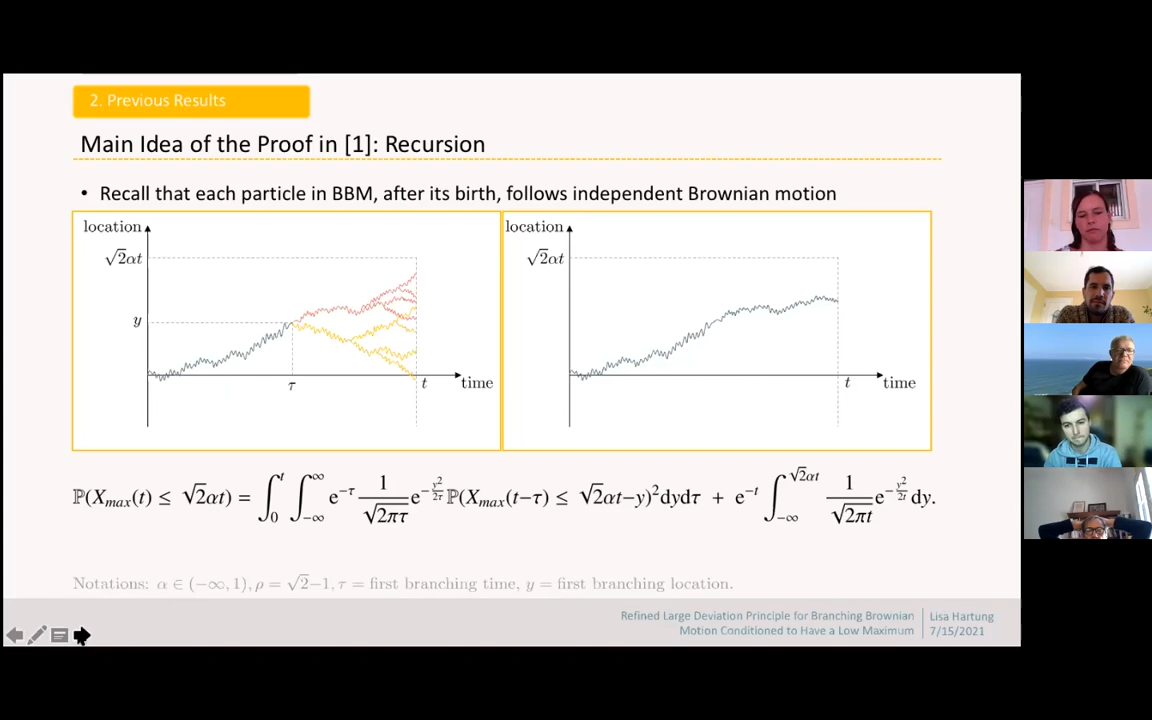 2. Previous Results
Main Idea of the Proof in [1]: Recursion
• Recall that each particle in BBM, after its birth, follows independent Brownian motion
location
√2αt
y
τ
t
time
location
√2αt
t
time
ℙ(X_max(t) ≤ √2αt) = ∫_0^t ∫_{-∞}^{∞} e^{-τ} 1/√(2πτ) e^{-y²/2τ} ℙ(X_max(t−τ) ≤ √2αt−y)² dydτ + e^{-t} ∫_{-∞}^{√2αt} 1/√(2πt) e^{-y²/2t} dy.
Notations: α ∈ (−∞, 1), ρ = √2−1, τ = first branching time, y = first branching location.
Refined Large Deviation Principle for Branching Brownian
Motion Conditioned to Have a Low Maximum
Lisa Hartung
7/15/2021